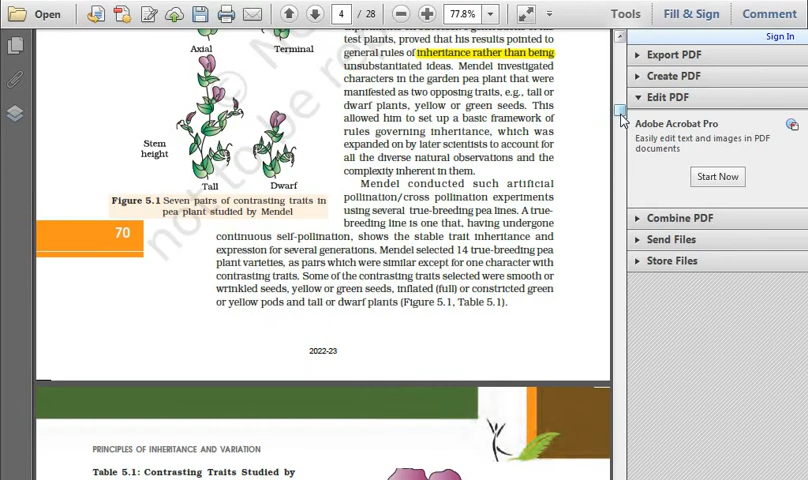 Open
4
/ 28
77.8%
Tools
Fill & Sign
Comment
Sign In
Export PDF
Create PDF
Edit PDF
Adobe Acrobat Pro
Easily edit text and images in PDF
documents
Start Now
Combine PDF
Send Files
Store Files
Axial
Terminal
Stem
height
Tall
Dwarf
Figure 5.1 Seven pairs of contrasting traits in
pea plant studied by Mendel
70
test plants, proved that his results pointed to
general rules of inheritance rather than being
unsubstantiated ideas. Mendel investigated
characters in the garden pea plant that were
manifested as two opposing traits, e.g., tall or
dwarf plants, yellow or green seeds. This
allowed him to set up a basic framework of
rules governing inheritance, which was
expanded on by later scientists to account for
all the diverse natural observations and the
complexity inherent in them.
Mendel conducted such artificial
pollination/cross pollination experiments
using several true-breeding pea lines. A true-
breeding line is one that, having undergone
continuous self-pollination, shows the stable trait inheritance and
expression for several generations. Mendel selected 14 true-breeding pea
plant varieties, as pairs which were similar except for one character with
contrasting traits. Some of the contrasting traits selected were smooth or
wrinkled seeds, yellow or green seeds, inflated (full) or constricted green
or yellow pods and tall or dwarf plants (Figure 5.1, Table 5.1).
2022-23
not to be re
PRINCIPLES OF INHERITANCE AND VARIATION
Table 5.1: Contrasting Traits Studied by